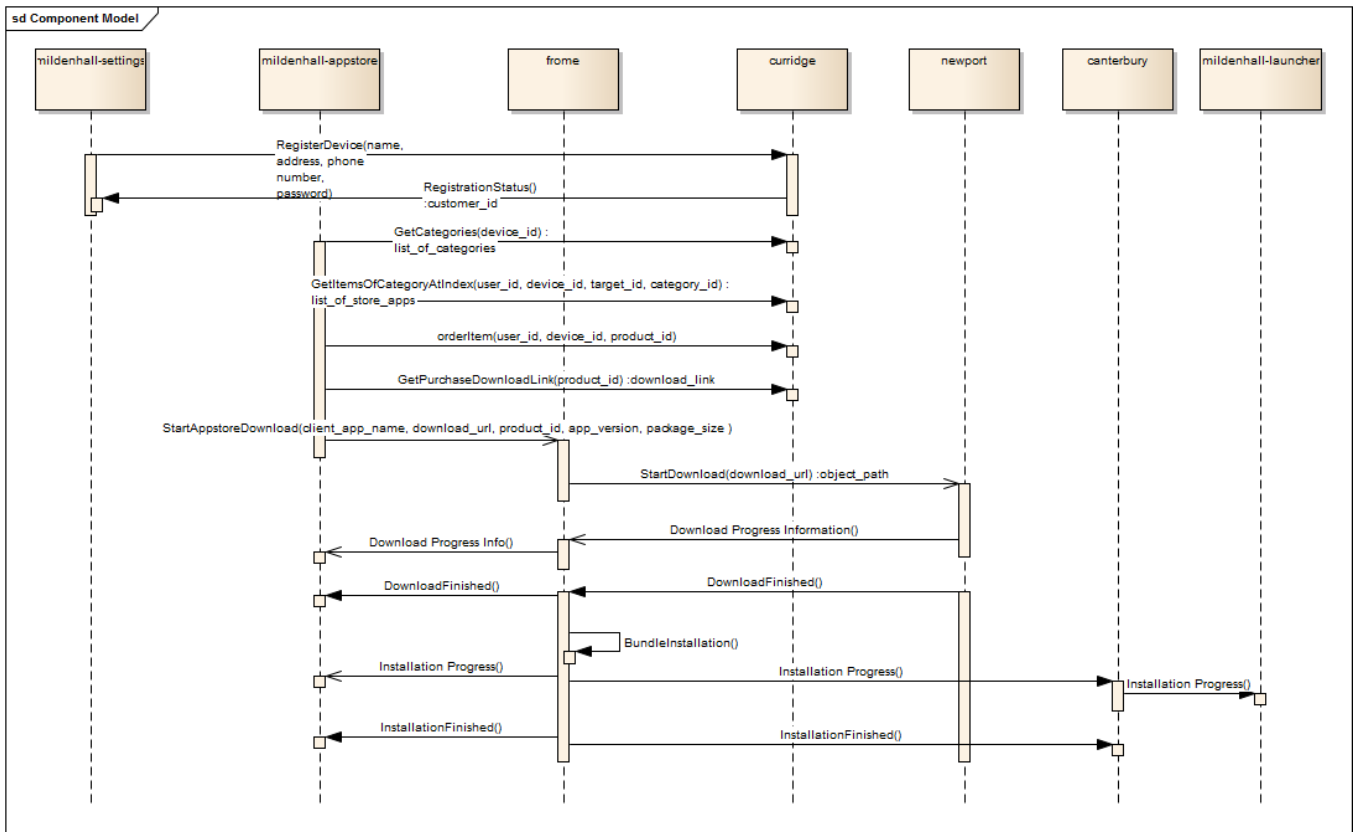 sd Component Model
mildenhall-settings
mildenhall-appstore
frome
curridge
newport
canterbury
mildenhall-launcher
RegisterDevice(name,
address, phone
number,
password)
RegistrationStatus()
:customer_id
GetCategories(device_id) :
list_of_categories
GetItemsOfCategoryAtIndex(user_id, device_id, target_id, category_id) :
list_of_store_apps
orderItem(user_id, device_id, product_id)
GetPurchaseDownloadLink(product_id) :download_link
StartAppstoreDownload(client_app_name, download_url, product_id, app_version, package_size )
StartDownload(download_url) :object_path
Download Progress Information()
Download Progress Info()
DownloadFinished()
DownloadFinished()
BundleInstallation()
Installation Progress()
Installation Progress()
Installation Progress()
InstallationFinished()
InstallationFinished()